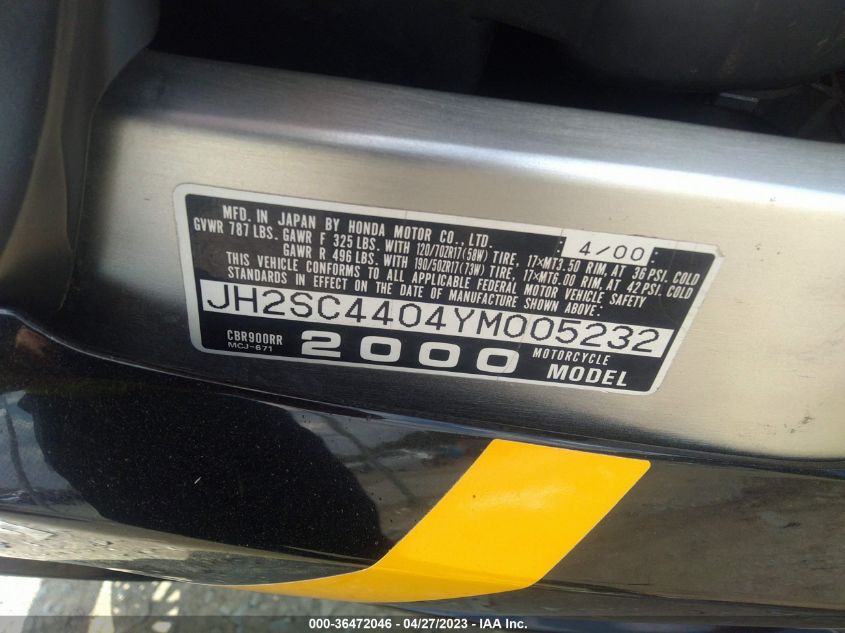 MFD. IN JAPAN BY HONDA MOTOR CO., LTD. 4/00
GVWR 787 LBS. GAWR F 325 LBS. WITH 120/70ZR17(58W) TIRE, 17×MT3.50 RIM, AT 36 PSI. COLD
GAWR R 496 LBS. WITH 190/50ZR17(73W) TIRE, 17×MT6.00 RIM, AT 42 PSI. COLD
THIS VEHICLE CONFORMS TO ALL APPLICABLE FEDERAL MOTOR VEHICLE SAFETY
STANDARDS IN EFFECT ON THE DATE OF MANUFACTURE SHOWN ABOVE:
JH2SC4404YM005232
CBR900RR 2000 MOTORCYCLE
MCJ-671 MODEL
000-36472046 - 04/27/2023 - IAA Inc.